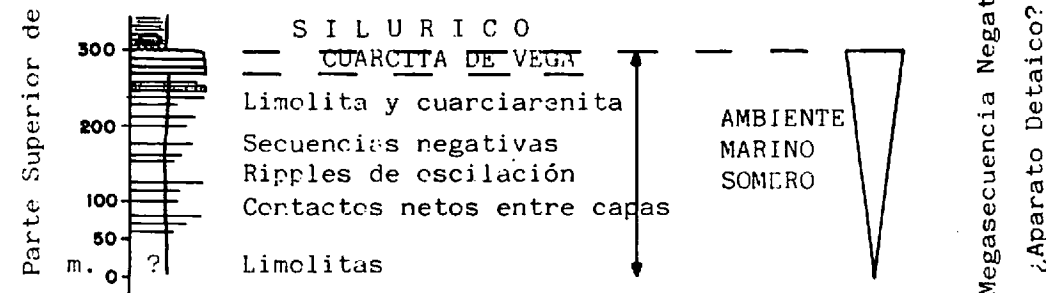 Parte Superior de
300
200
100
50
m. 0
?
SILURICO
CUARCITA DE VEGA
Limolita y cuarciarenita
Secuencias negativas
Ripples de oscilación
Contactos netos entre capas
Limolitas
AMBIENTE
MARINO
SOMERO
Megasecuencia Negat
¿Aparato Detaico?